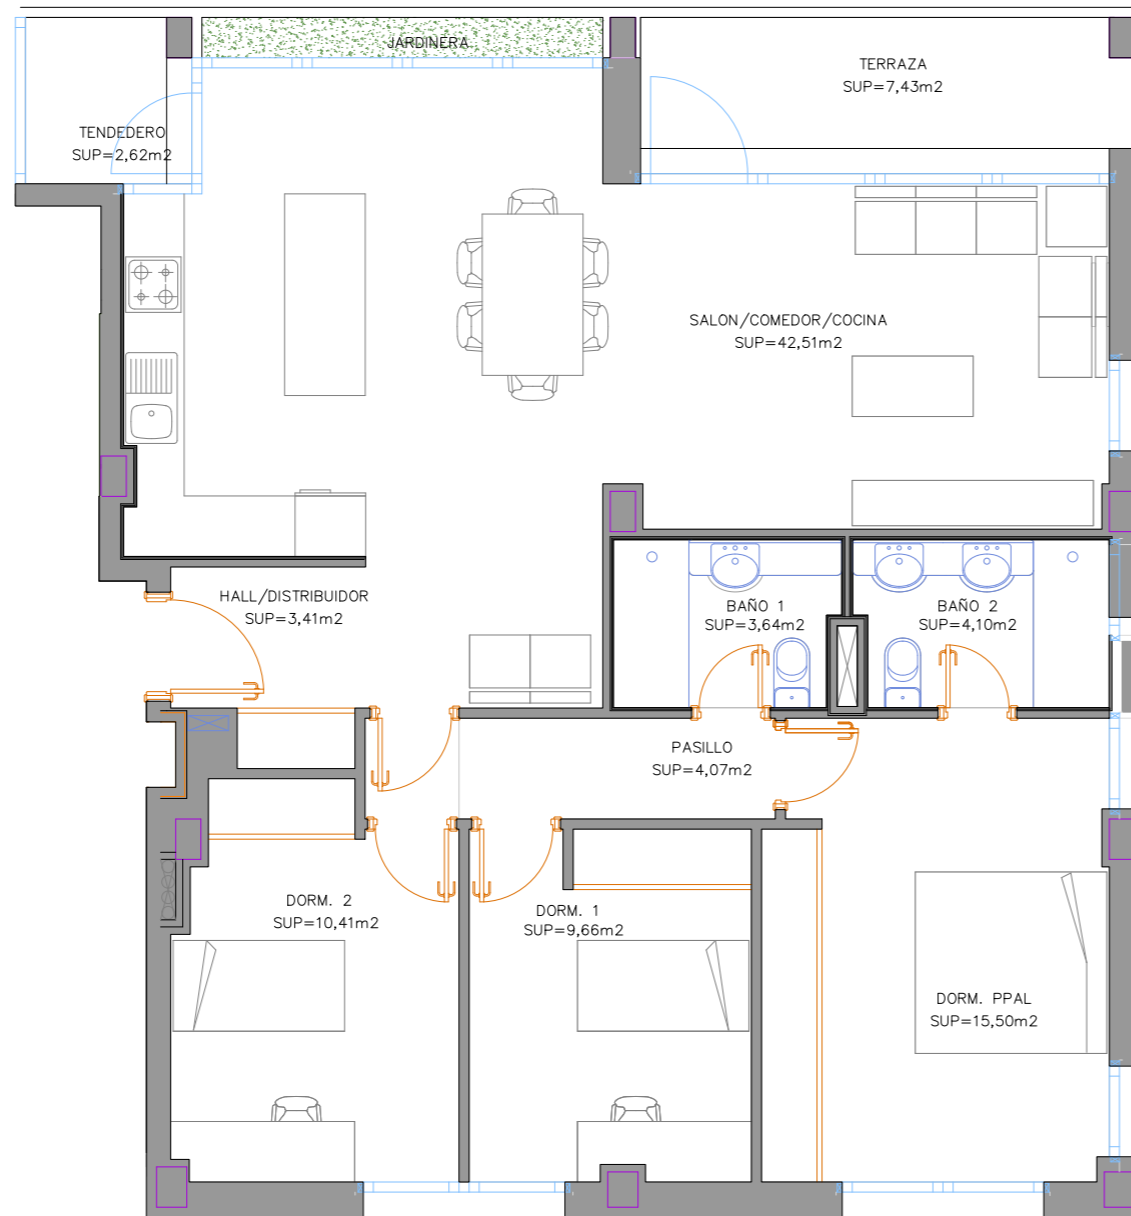 JARDINERA
TERRAZA
SUP=7,43m2
TENDEDERO
SUP=2,62m2
SALON/COMEDOR/COCINA
SUP=42,51m2
HALL/DISTRIBUIDOR
SUP=3,41m2
BAÑO 1
SUP=3,64m2
BAÑO 2
SUP=4,10m2
PASILLO
SUP=4,07m2
DORM. 2
SUP=10,41m2
DORM. 1
SUP=9,66m2
DORM. PPAL
SUP=15,50m2